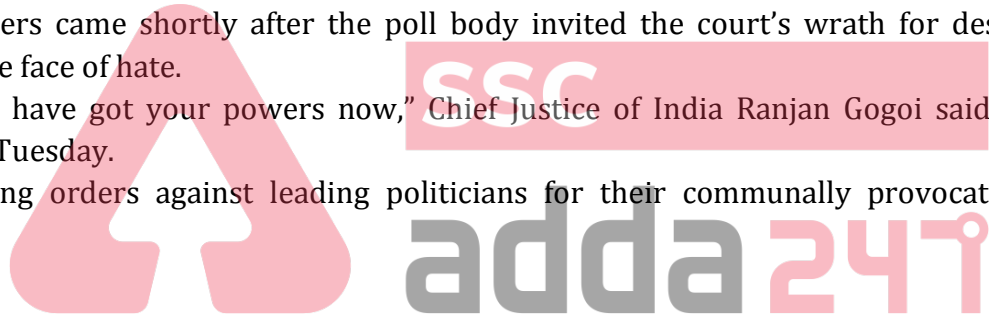 ers came shortly after the poll body invited the court’s wrath for des
e face of hate.
have got your powers now,” Chief Justice of India Ranjan Gogoi said
Tuesday.
ng orders against leading politicians for their communally provocat
SSC
adda247